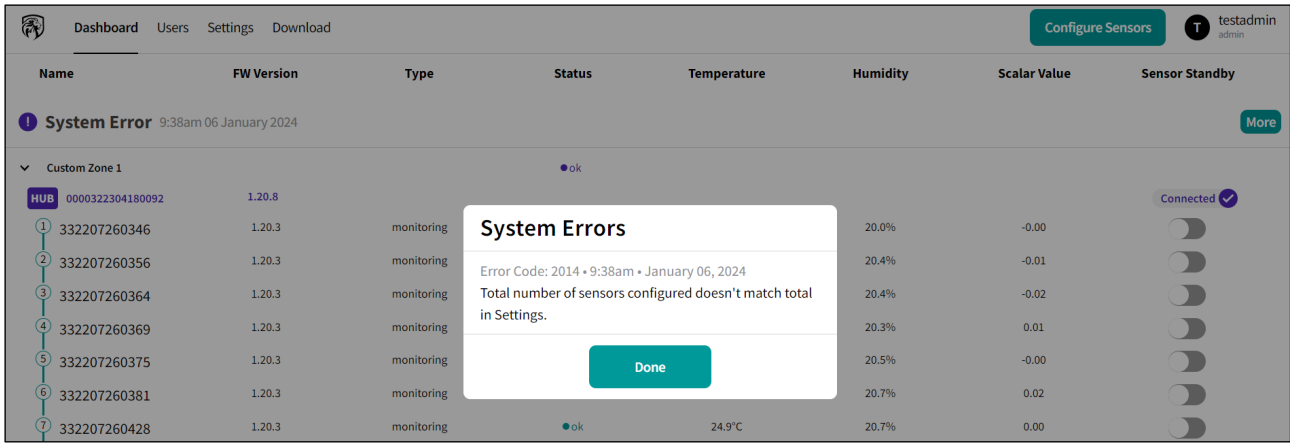 Dashboard Users Settings Download Configure Sensors T testadmin
admin
Name FW Version Type Status Temperature Humidity Scalar Value Sensor Standby
! System Error 9:38am 06 January 2024 More
Custom Zone 1 ok
HUB 0000322304180092 1.20.8 Connected
1 332207260346 1.20.3 monitoring 20.0% -0.00
2 332207260356 1.20.3 monitoring 20.4% -0.01
3 332207260364 1.20.3 monitoring 20.4% -0.02
4 332207260369 1.20.3 monitoring 20.3% 0.01
5 332207260375 1.20.3 monitoring 20.5% -0.00
6 332207260381 1.20.3 monitoring 20.7% 0.02
7 332207260428 1.20.3 monitoring ok 24.9°C 20.7% 0.00
System Errors
Error Code: 2014 • 9:38am • January 06, 2024
Total number of sensors configured doesn't match total
in Settings.
Done